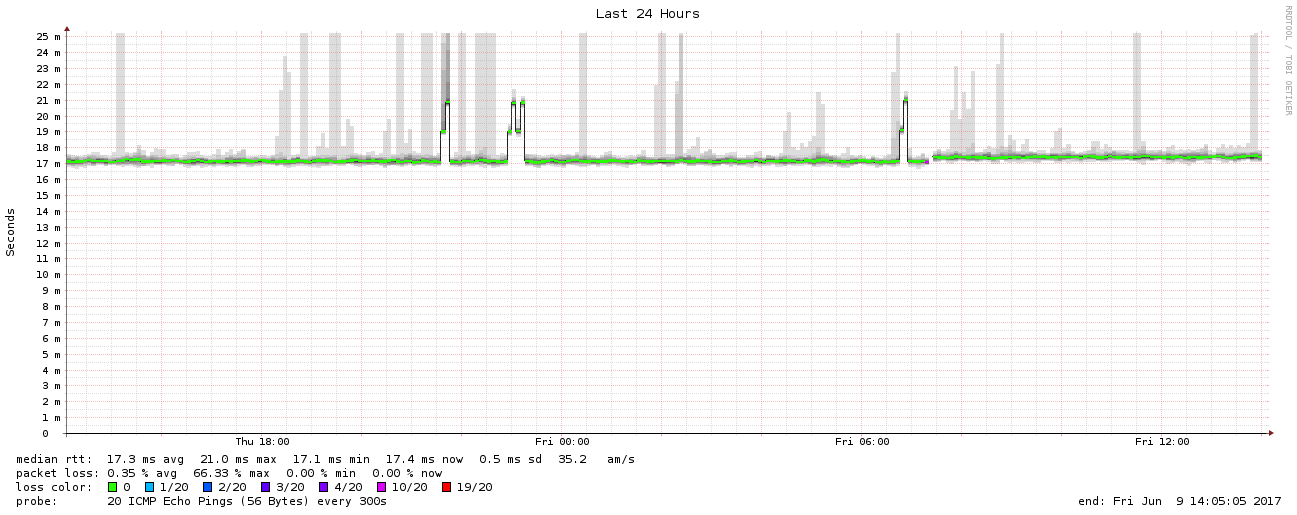 Last 24 Hours
RRDTOOL / TOBI OETIKER
Seconds
25 m
24 m
23 m
22 m
21 m
20 m
19 m
18 m
17 m
16 m
15 m
14 m
13 m
12 m
11 m
10 m
9 m
8 m
7 m
6 m
5 m
4 m
3 m
2 m
1 m
0
Thu 18:00 Fri 00:00 Fri 06:00 Fri 12:00
median rtt: 17.3 ms avg 21.0 ms max 17.1 ms min 17.4 ms now 0.5 ms sd 35.2 am/s
packet loss: 0.35 % avg 66.33 % max 0.00 % min 0.00 % now
loss color: 0 1/20 2/20 3/20 4/20 10/20 19/20
probe: 20 ICMP Echo Pings (56 Bytes) every 300s end: Fri Jun 9 14:05:05 2017